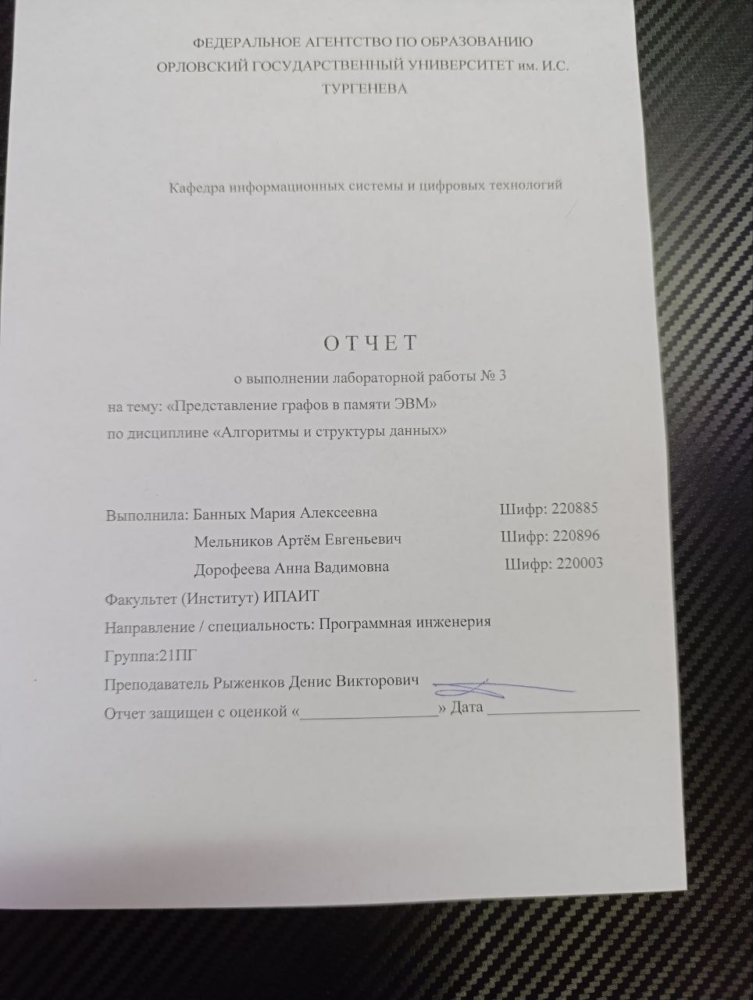 ФЕДЕРАЛЬНОЕ АГЕНТСТВО ПО ОБРАЗОВАНИЮ
ОРЛОВСКИЙ ГОСУДАРСТВЕННЫЙ УНИВЕРСИТЕТ им. И.С.
ТУРГЕНЕВА
Кафедра информационных системы и цифровых технологий
О Т Ч Е Т
о выполнении лабораторной работы № 3
на тему: «Представление графов в памяти ЭВМ»
по дисциплине «Алгоритмы и структуры данных»
Выполнила: Банных Мария Алексеевна Шифр: 220885
Мельников Артём Евгеньевич Шифр: 220896
Дорофеева Анна Вадимовна Шифр: 220003
Факультет (Институт) ИПАИТ
Направление / специальность: Программная инженерия
Группа:21ПГ
Преподаватель Рыженков Денис Викторович
Отчет защищен с оценкой «__________________» Дата ____________________